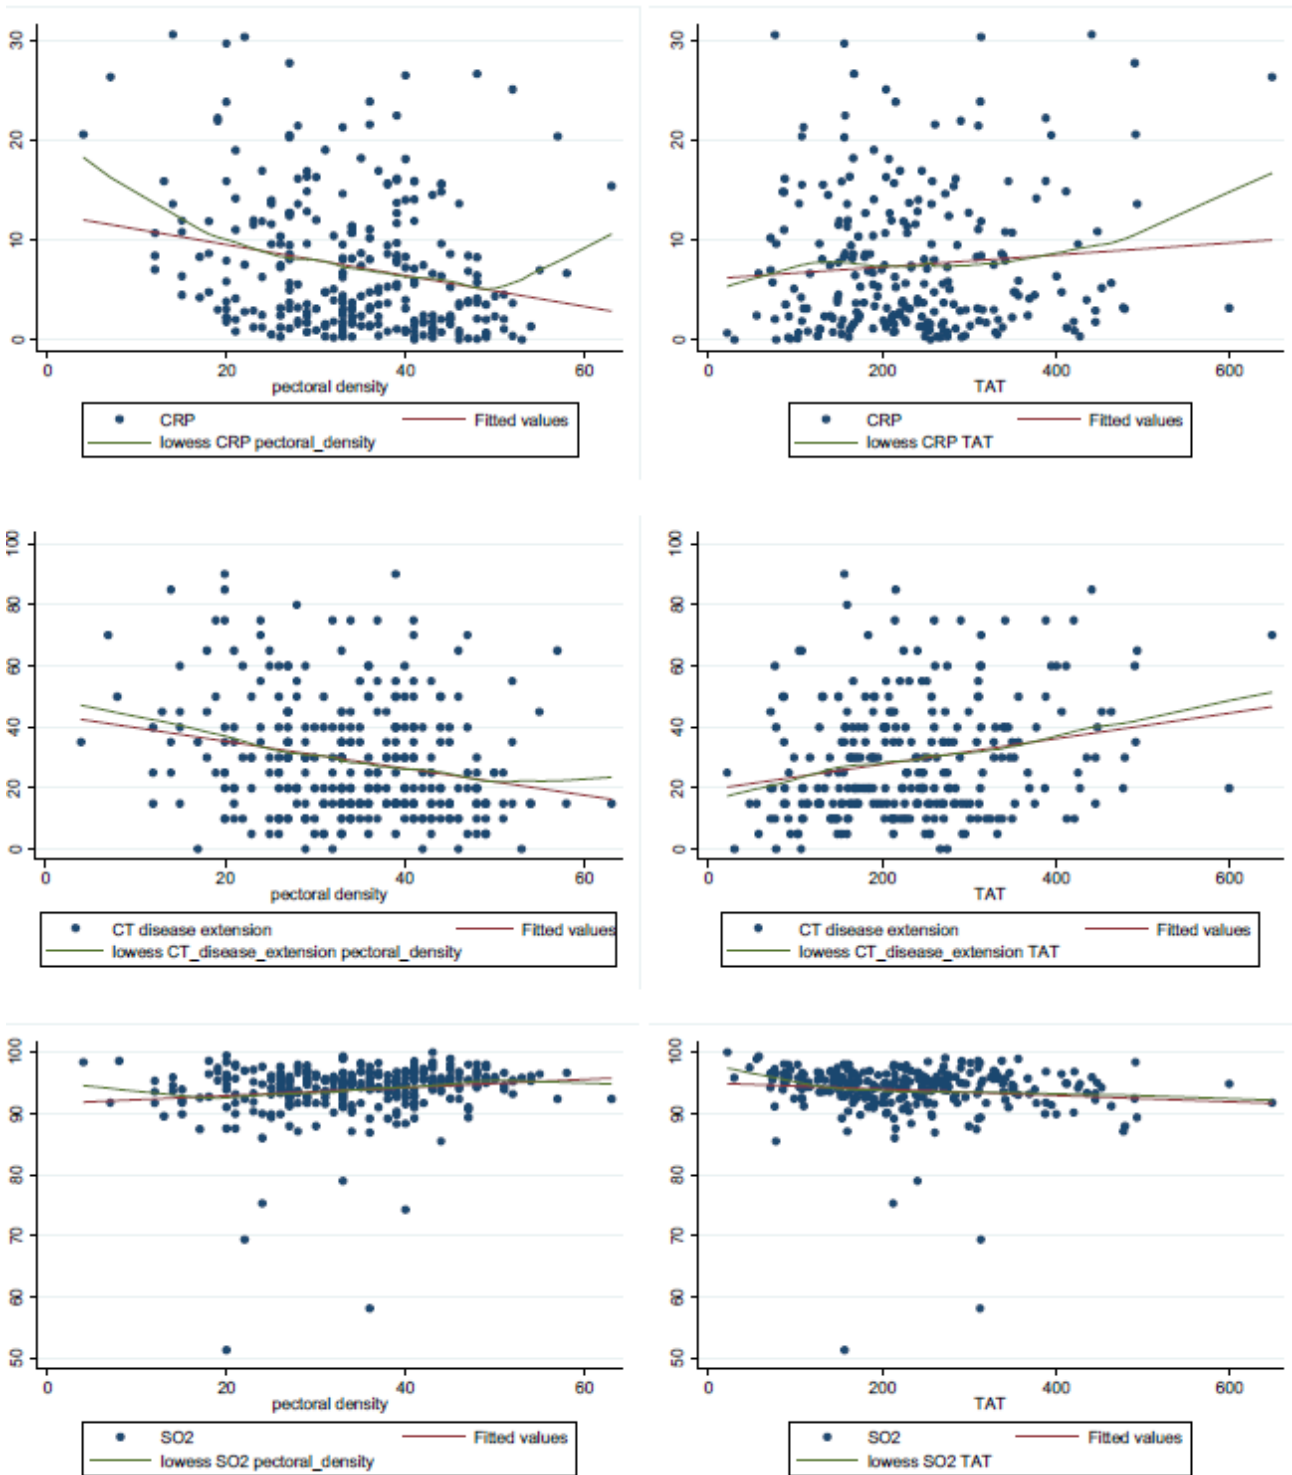 30
20
10
0
0 20 40 60
pectoral density
CRP Fitted values
lowess CRP pectoral_density
30
20
10
0
0 200 400 600
TAT
CRP Fitted values
lowess CRP TAT
100
80
60
40
20
0
0 20 40 60
pectoral density
CT disease extension Fitted values
lowess CT_disease_extension pectoral_density
100
80
60
40
20
0
0 200 400 600
TAT
CT disease extension Fitted values
lowess CT_disease_extension TAT
100
90
80
70
60
50
0 20 40 60
pectoral density
SO2 Fitted values
lowess SO2 pectoral_density
100
90
80
70
60
50
0 200 400 600
TAT
SO2 Fitted values
lowess SO2 TAT